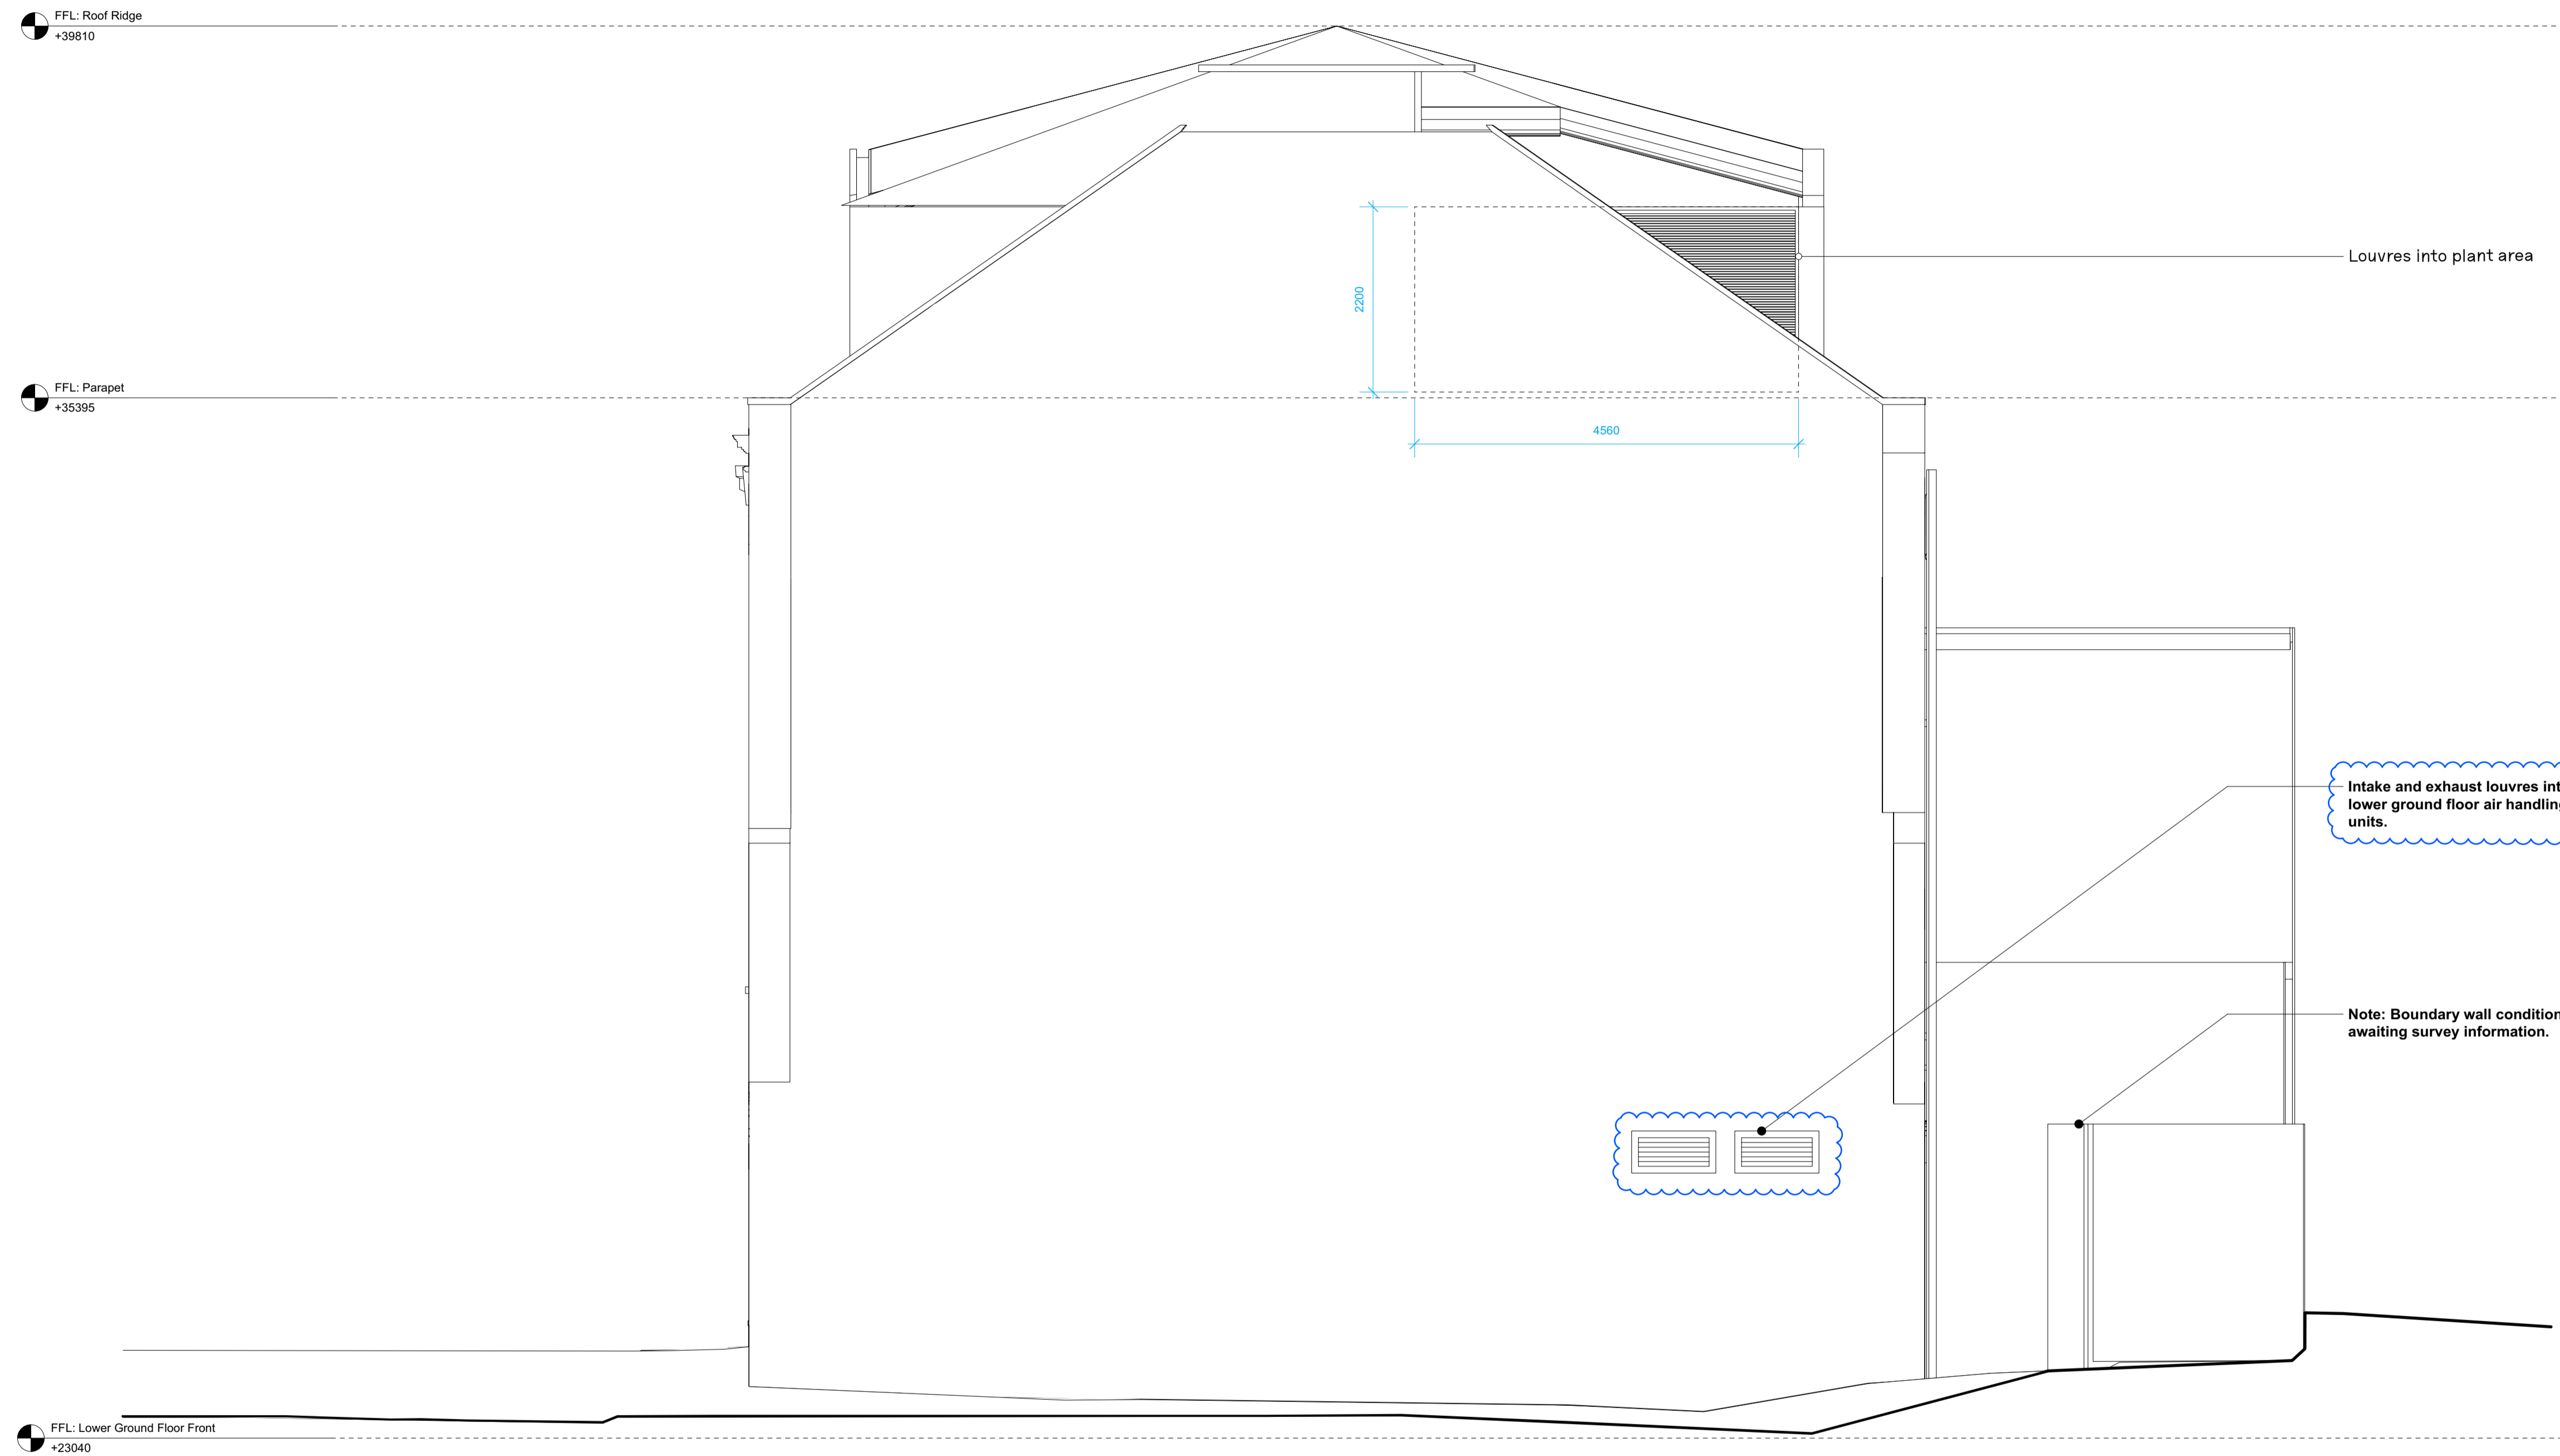 FFL: Roof Ridge
+39810
Louvres into plant area
2200
FFL: Parapet
+35395
4560
Intake and exhaust louvres int
lower ground floor air handling
units.
Note: Boundary wall condition
awaiting survey information.
FFL: Lower Ground Floor Front
+23040